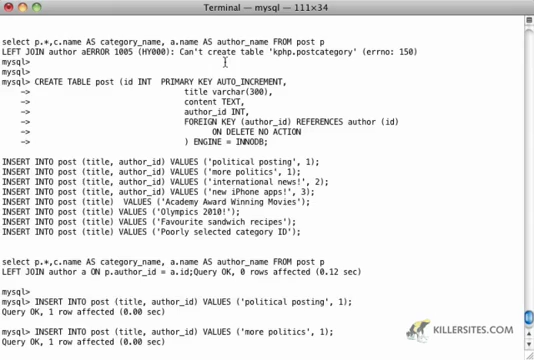 Terminal — mysql — 111×34
select p.*,c.name AS category_name, a.name AS author_name FROM post p
LEFT JOIN author aERROR 1005 (HY000): Can't create table 'kphp.postcategory' (errno: 150)
mysql>
mysql>
mysql> CREATE TABLE post (id INT  PRIMARY KEY AUTO_INCREMENT,
-> title varchar(300),
-> content TEXT,
-> author_id INT,
-> FOREIGN KEY (author_id) REFERENCES author (id)
-> ON DELETE NO ACTION
-> ) ENGINE = INNODB;
INSERT INTO post (title, author_id) VALUES ('political posting', 1);
INSERT INTO post (title, author_id) VALUES ('more politics', 1);
INSERT INTO post (title, author_id) VALUES ('international news!', 2);
INSERT INTO post (title, author_id) VALUES ('new iPhone apps!', 3);
INSERT INTO post (title)  VALUES ('Academy Award Winning Movies');
INSERT INTO post (title) VALUES ('Olympics 2010!');
INSERT INTO post (title) VALUES ('Favourite sandwich recipes');
INSERT INTO post (title) VALUES ('Poorly selected category ID');
select p.*,c.name AS category_name, a.name AS author_name FROM post p
LEFT JOIN author a ON p.author_id = a.id;Query OK, 0 rows affected (0.12 sec)
mysql>
mysql> INSERT INTO post (title, author_id) VALUES ('political posting', 1);
Query OK, 1 row affected (0.00 sec)
mysql> INSERT INTO post (title, author_id) VALUES ('more politics', 1);
Query OK, 1 row affected (0.00 sec)
KILLERSITES.COM